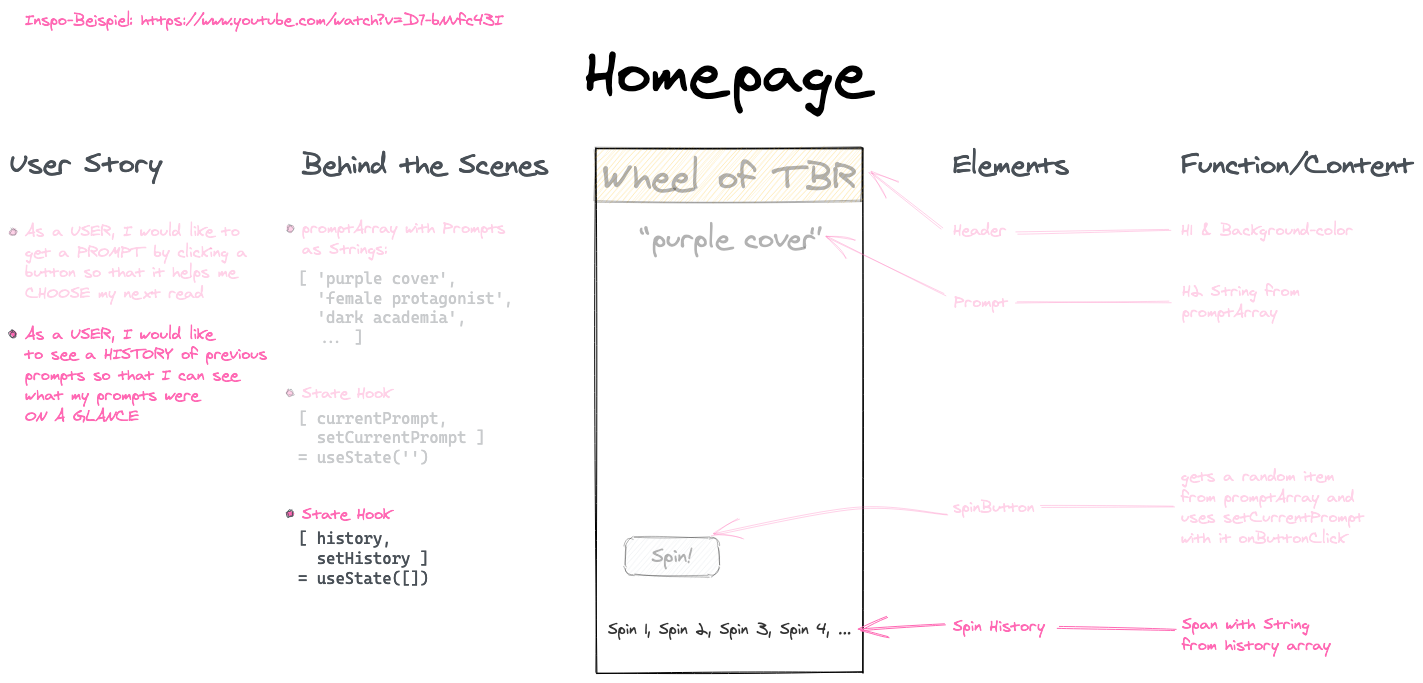 Inspo-Beispiel: https://www.youtube.com/watch?v=D7-bMfc43I
Homepage
User Story
As a USER, I would like to
get a PROMPT by clicking a
button so that it helps me
CHOOSE my next read
As a USER, I would like
to see a HISTORY of previous
prompts so that I can see
what my prompts were
ON A GLANCE
Behind the Scenes
promptArray with Prompts
as Strings:
[ 'purple cover',
'female protagonist',
'dark academia',
... ]
State Hook
[ currentPrompt,
setCurrentPrompt ]
= useState('')
State Hook
[ history,
setHistory ]
= useState([])
Wheel of TBR
“purple cover”
Spin!
Spin 1, Spin 2, Spin 3, Spin 4, ...
Elements
Header
Prompt
spinButton
Spin History
Function/Content
H1 & Background-color
H2 String from
promptArray
gets a random item
from promptArray and
uses setCurrentPrompt
with it onButtonClick
Span with String
from history array